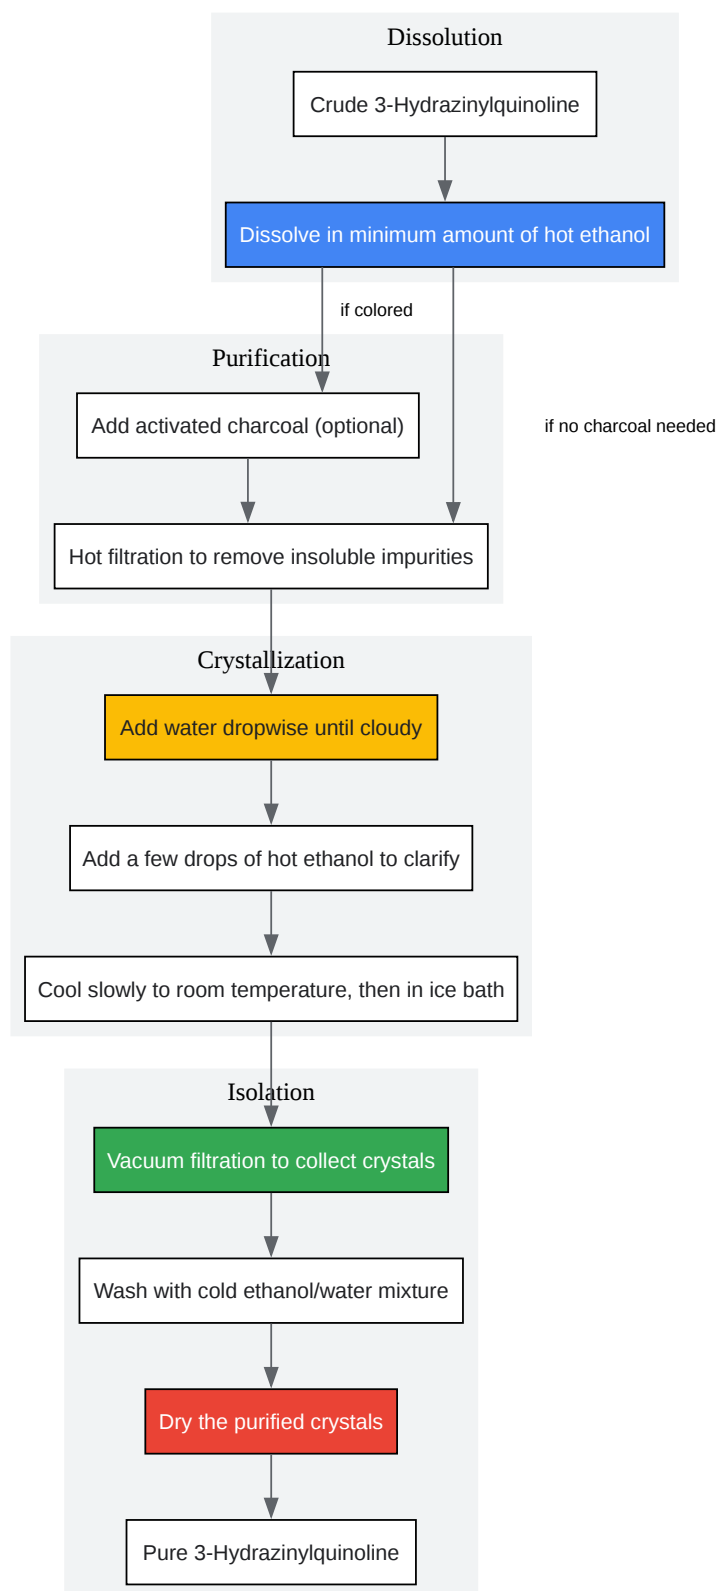 Dissolution
Crude 3-Hydrazinylquinoline
Dissolve in minimum amount of hot ethanol
if colored
Purification
Add activated charcoal (optional)
if no charcoal needed
Hot filtration to remove insoluble impurities
Crystallization
Add water dropwise until cloudy
Add a few drops of hot ethanol to clarify
Cool slowly to room temperature, then in ice bath
Isolation
Vacuum filtration to collect crystals
Wash with cold ethanol/water mixture
Dry the purified crystals
Pure 3-Hydrazinylquinoline